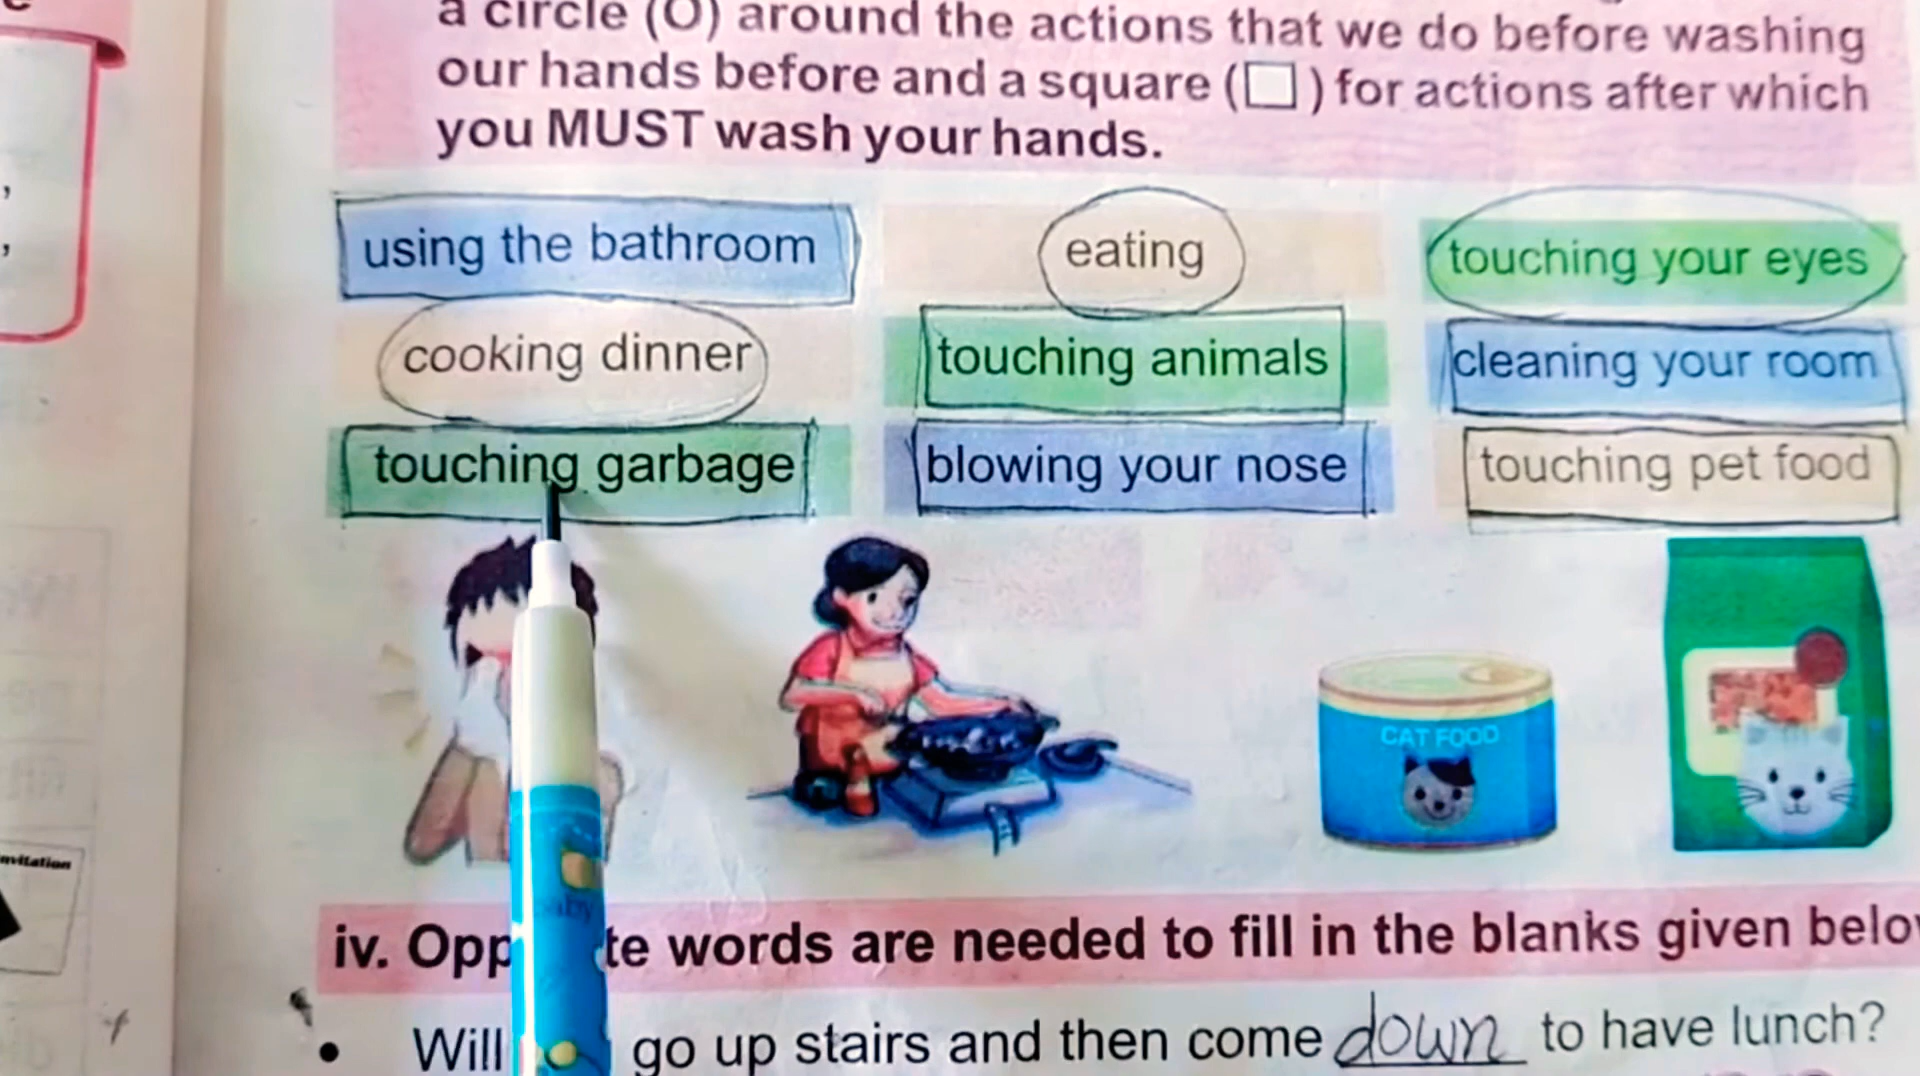 a circle (O) around the actions that we do before washing
our hands before and a square (□) for actions after which
you MUST wash your hands.
using the bathroom eating touching your eyes
cooking dinner touching animals cleaning your room
touching garbage blowing your nose touching pet food
CAT FOOD
nvitation
iv. Opp te words are needed to fill in the blanks given belo
• Will go up stairs and then come down to have lunch?